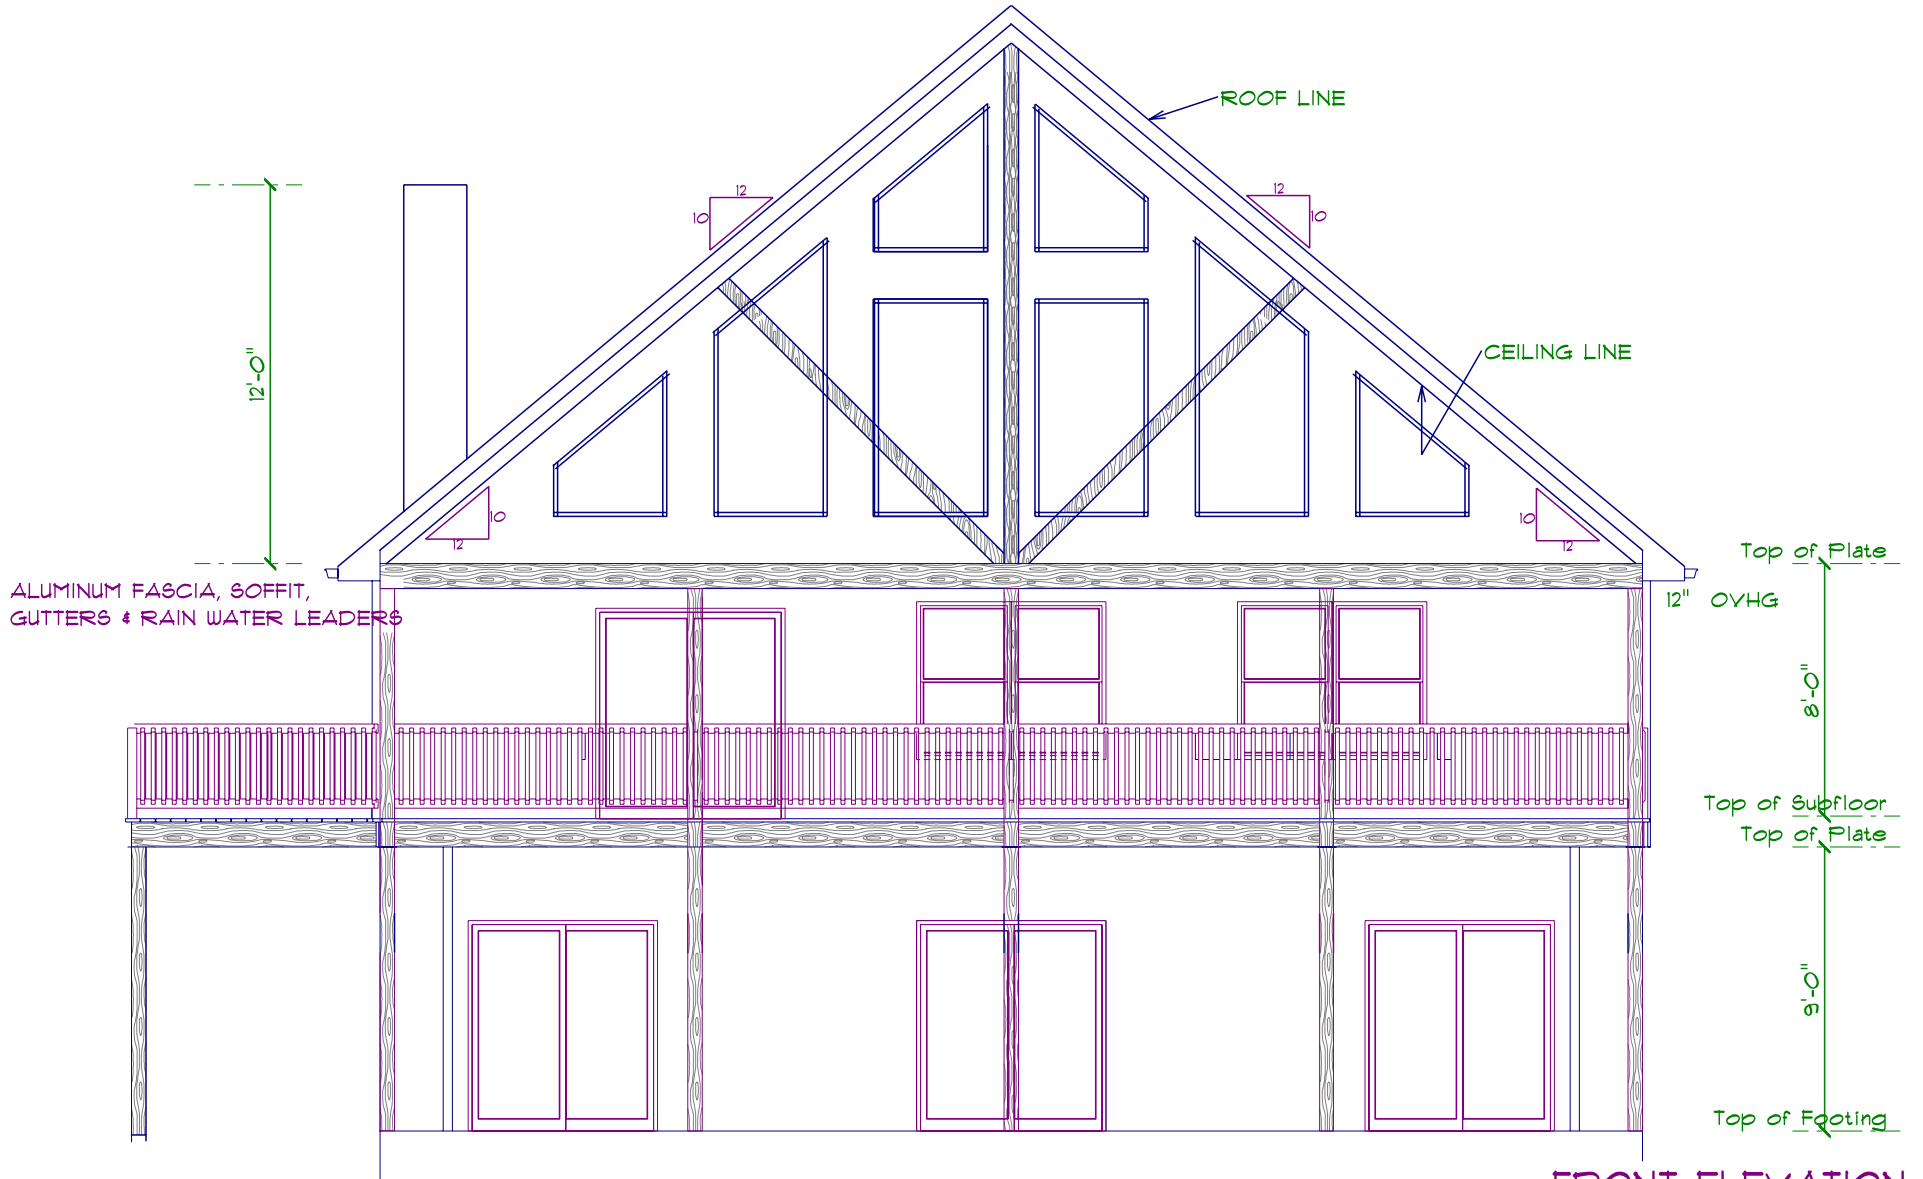 ROOF LINE
12
10
12
10
CEILING LINE
12'-0"
10
12
10
12
Top of Plate
ALUMINUM FASCIA, SOFFIT,
GUTTERS & RAIN WATER LEADERS
12" OVHG
8'-0"
Top of Subfloor
Top of Plate
9'-0"
Top of Footing
FRONT ELEVATION